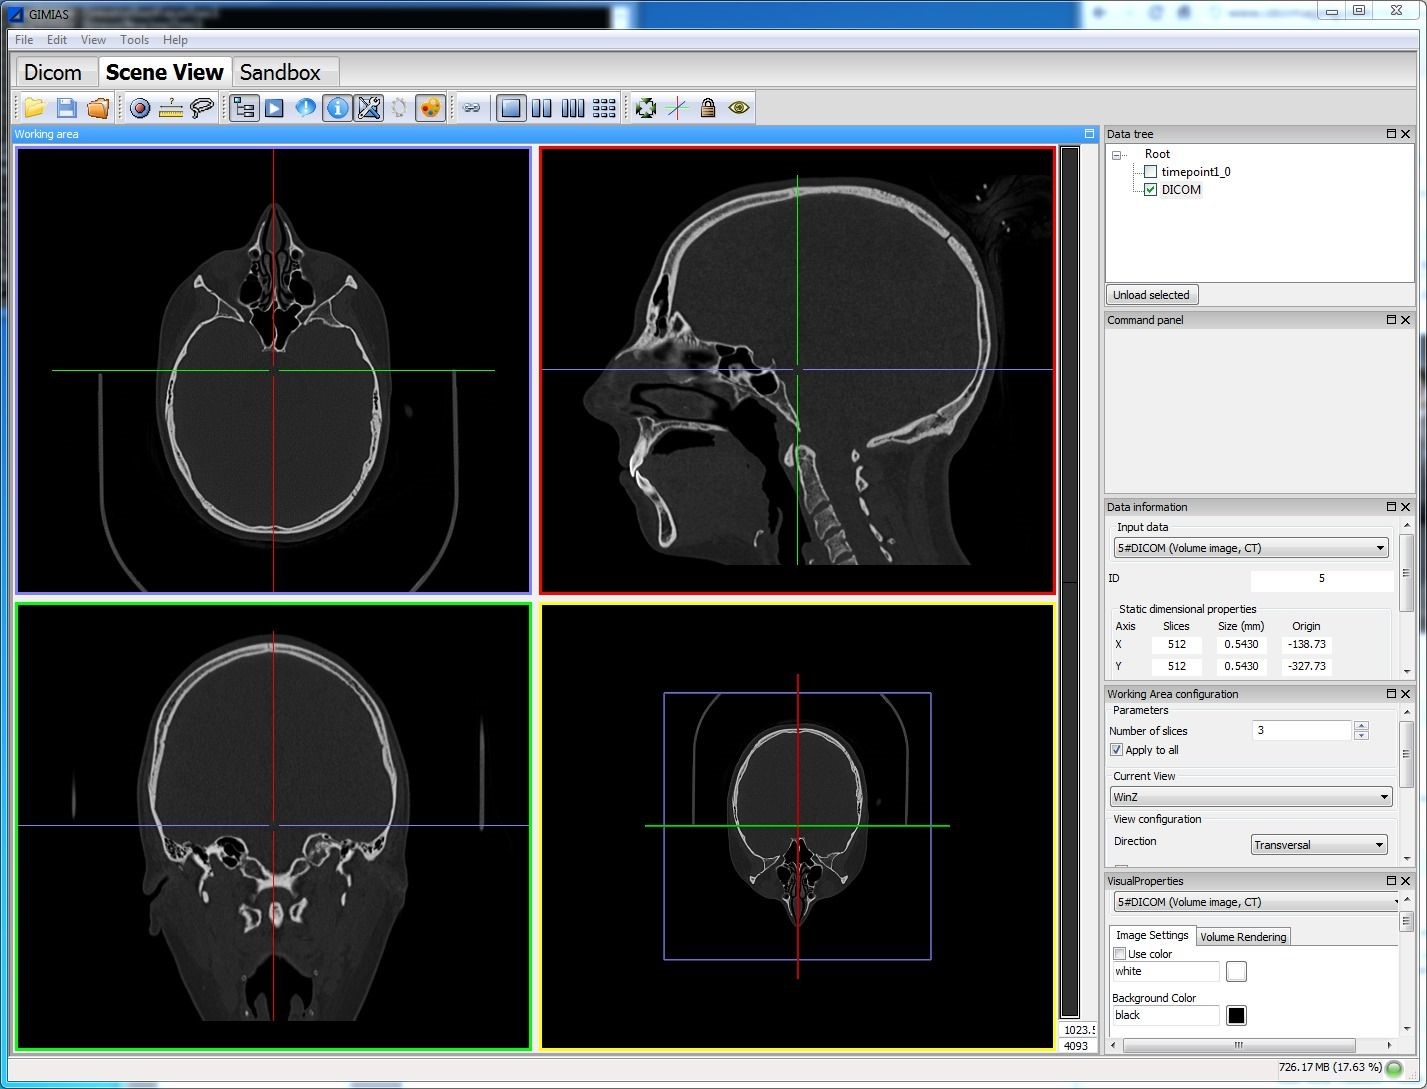 GIMIAS
File Edit View Tools Help
Dicom Scene View Sandbox
Working area
1023.5
4093
Data tree
Root
timepoint1_0
DICOM
Unload selected
Command panel
Data information
Input data
5#DICOM (Volume image, CT)
ID 5
Static dimensional properties
Axis Slices Size (mm) Origin
X 512 0.5430 -138.73
Y 512 0.5430 -327.73
Working Area configuration
Parameters
Number of slices 3
Apply to all
Current View
WinZ
View configuration
Direction Transversal
VisualProperties
5#DICOM (Volume image, CT)
Image Settings Volume Rendering
Use color
white
Background Color
black
726.17 MB (17.63 %)